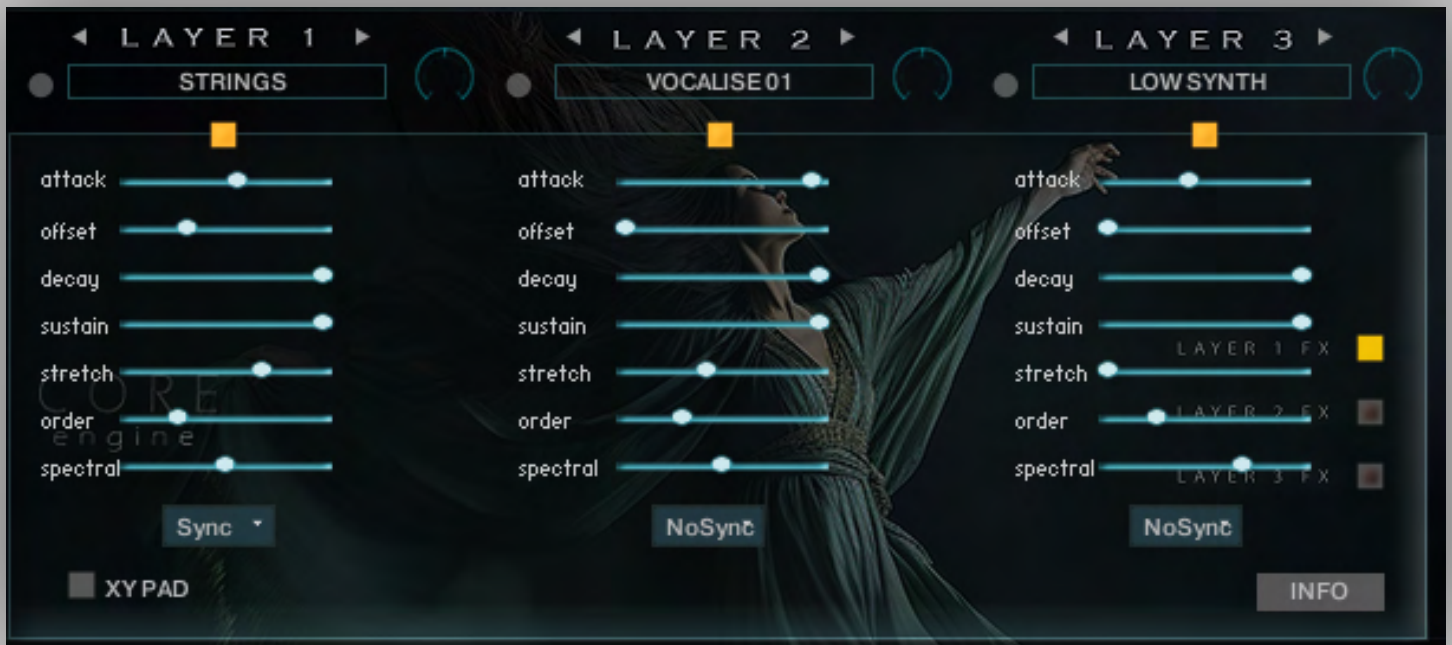 LAYER 1
STRINGS
attack
offset
decay
sustain
stretch
CORE
order
engine
spectral
Sync
XY PAD
LAYER 2
VOCALISE 01
attack
offset
decay
sustain
stretch
order
spectral
NoSync
LAYER 3
LOW SYNTH
attack
offset
decay
sustain
LAYER 1 FX
stretch
order
LAYER 2 FX
spectral
LAYER 3 FX
NoSync
INFO